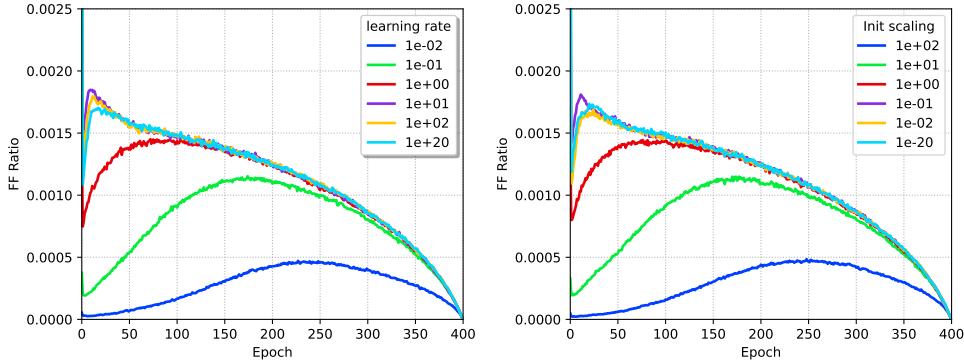 0.0025
0.0020
0.0015
0.0010
0.0005
0.0000
FF Ratio
learning rate
1e-02
1e-01
1e+00
1e+01
1e+02
1e+20
0 50 100 150 200 250 300 350 400
Epoch
0.0025
0.0020
0.0015
0.0010
0.0005
0.0000
FF Ratio
Init scaling
1e+02
1e+01
1e+00
1e-01
1e-02
1e-20
0 50 100 150 200 250 300 350 400
Epoch